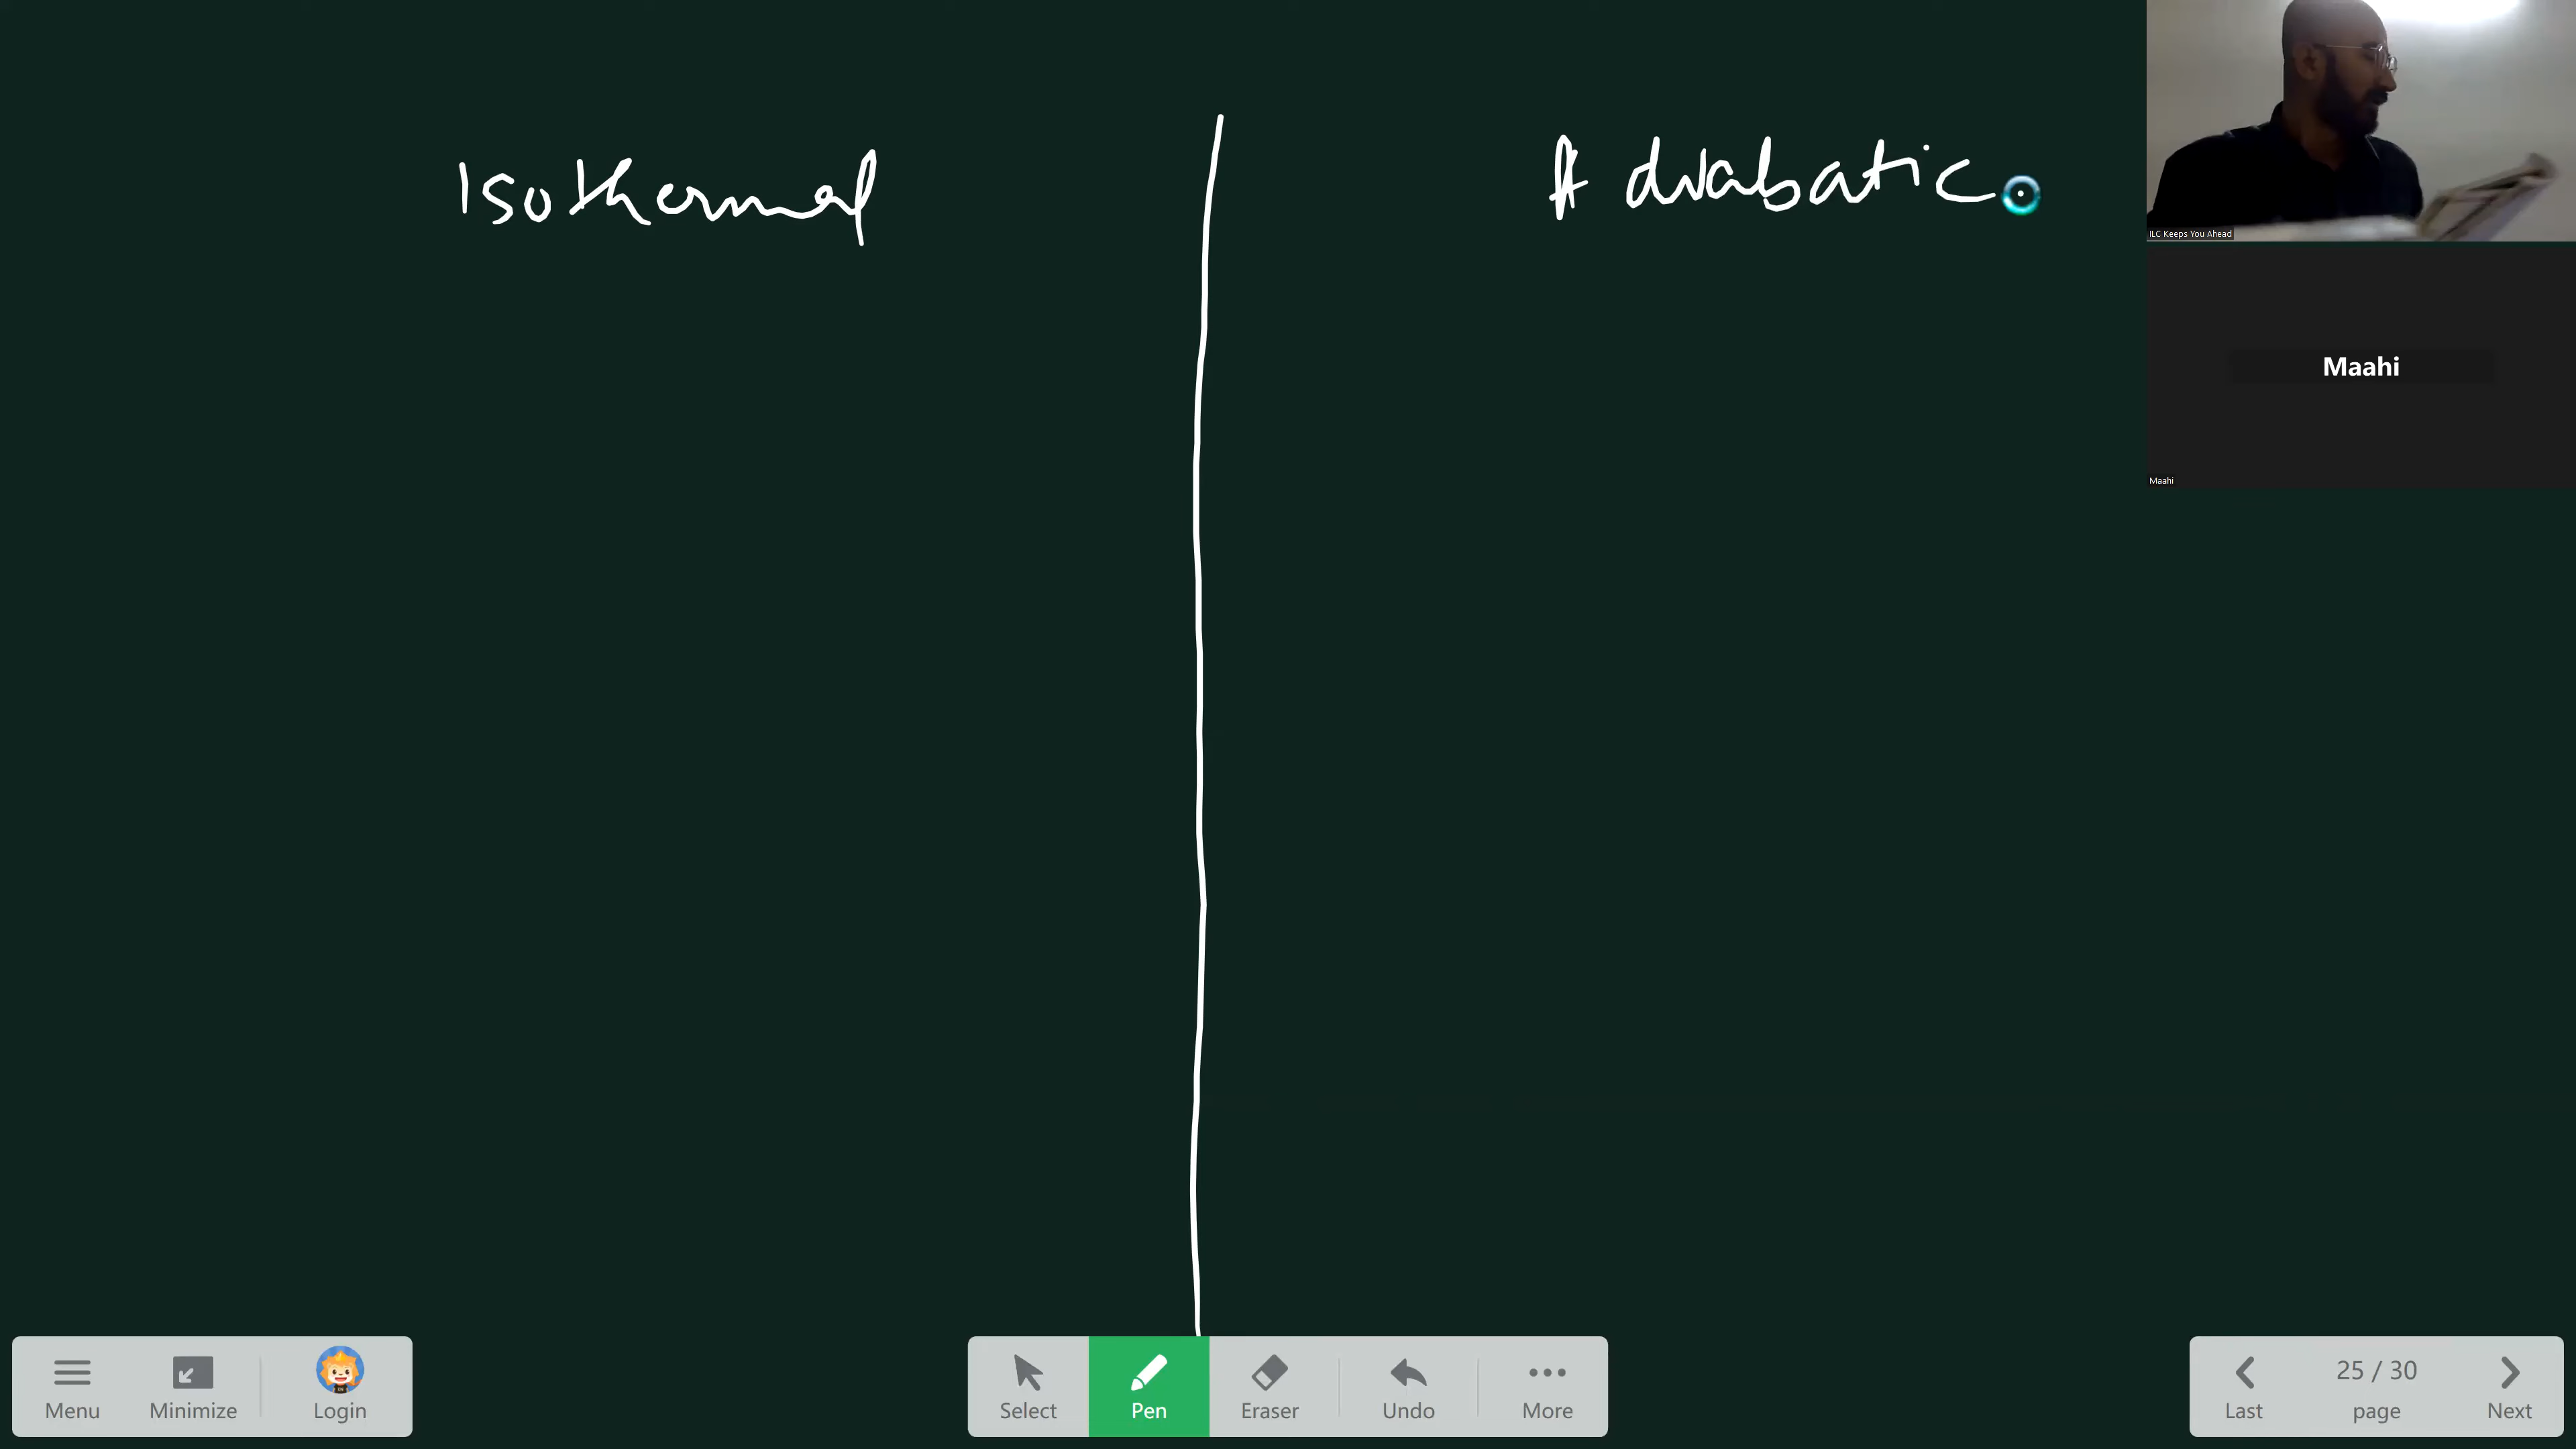 Isothermal
Adiabatic
ILC Keeps You Ahead
Maahi
Maahi
Menu
Minimize
Login
Select
Pen
Eraser
Undo
More
Last
25 / 30
page
Next